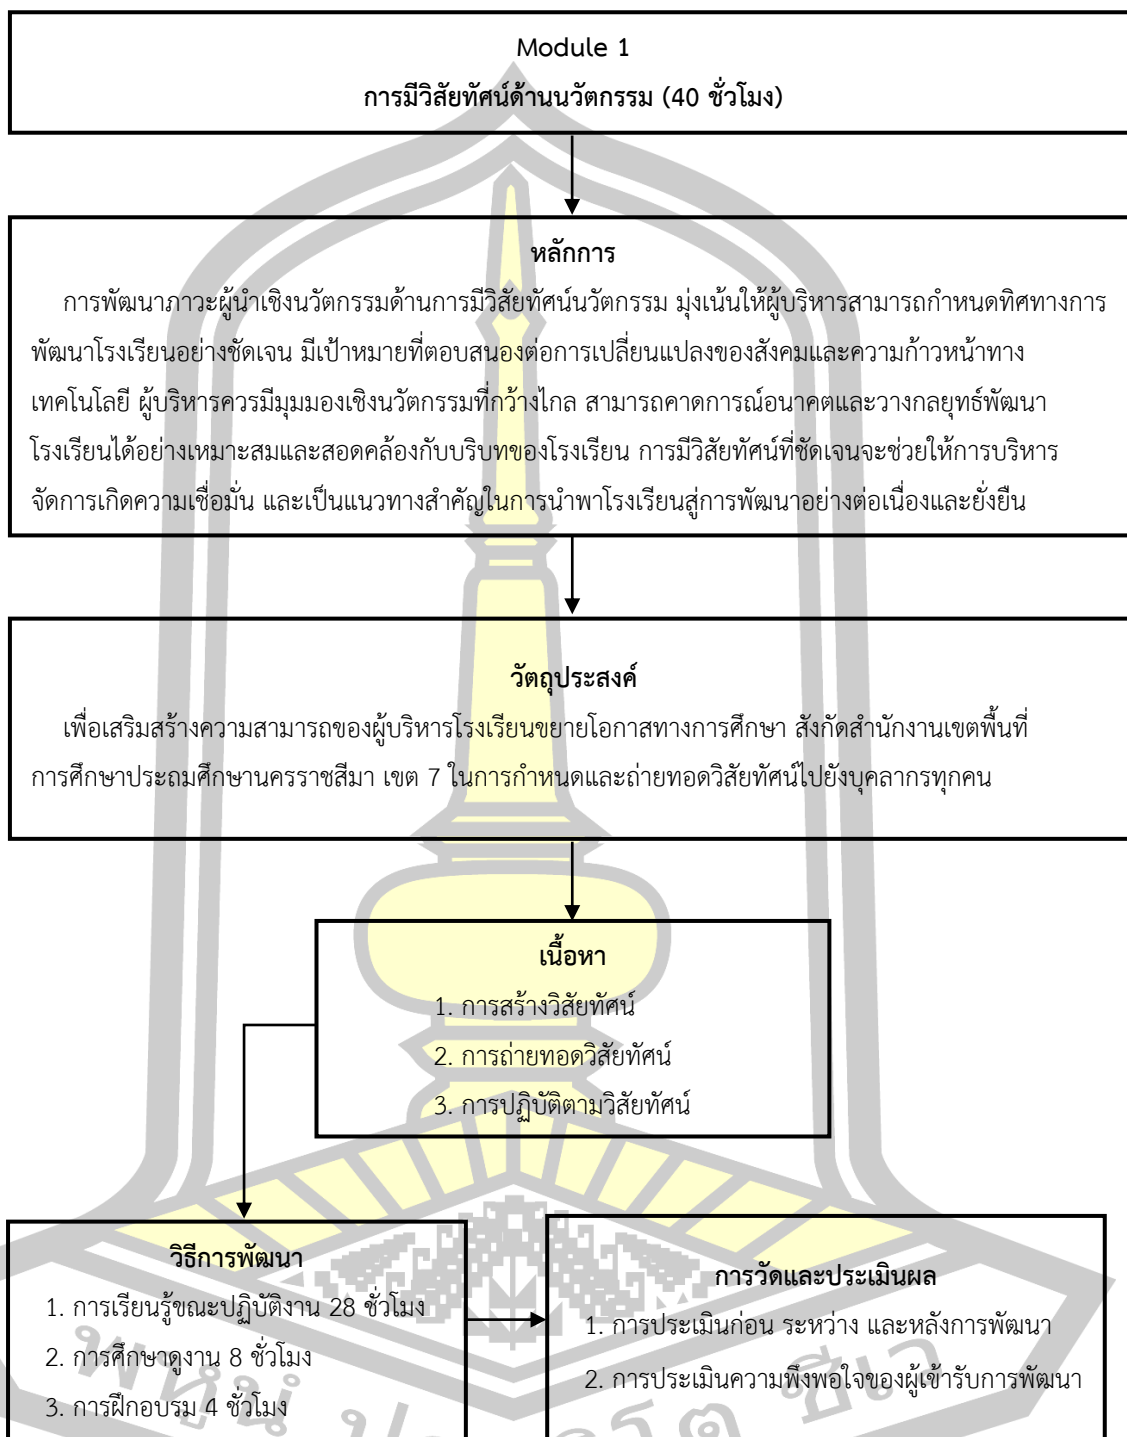 Module 1
การมีวิสัยทัศน์ด้านนวัตกรรม (40 ชั่วโมง)
หลักการ
การพัฒนาภาวะผู้นำเชิงนวัตกรรมด้านการมีวิสัยทัศน์นวัตกรรม มุ่งเน้นให้ผู้บริหารสามารถกำหนดทิศทางการ
พัฒนาโรงเรียนอย่างชัดเจน มีเป้าหมายที่ตอบสนองต่อการเปลี่ยนแปลงของสังคมและความก้าวหน้าทาง
เทคโนโลยี ผู้บริหารควรมีมุมมองเชิงนวัตกรรมที่กว้างไกล สามารถคาดการณ์อนาคตและวางกลยุทธ์พัฒนา
โรงเรียนได้อย่างเหมาะสมและสอดคล้องกับบริบทของโรงเรียน การมีวิสัยทัศน์ที่ชัดเจนจะช่วยให้การบริหาร
จัดการเกิดความเชื่อมั่น และเป็นแนวทางสำคัญในการนำพาโรงเรียนสู่การพัฒนาอย่างต่อเนื่องและยั่งยืน
วัตถุประสงค์
เพื่อเสริมสร้างความสามารถของผู้บริหารโรงเรียนขยายโอกาสทางการศึกษา สังกัดสำนักงานเขตพื้นที่
การศึกษาประถมศึกษานครราชสีมา เขต 7 ในการกำหนดและถ่ายทอดวิสัยทัศน์ไปยังบุคลากรทุกคน
เนื้อหา
1. การสร้างวิสัยทัศน์
2. การถ่ายทอดวิสัยทัศน์
3. การปฏิบัติตามวิสัยทัศน์
วิธีการพัฒนา
1. การเรียนรู้ขณะปฏิบัติงาน 28 ชั่วโมง
2. การศึกษาดูงาน 8 ชั่วโมง
3. การฝึกอบรม 4 ชั่วโมง
การวัดและประเมินผล
1. การประเมินก่อน ระหว่าง และหลังการพัฒนา
2. การประเมินความพึงพอใจของผู้เข้ารับการพัฒนา
พหูนํ
ชีเว